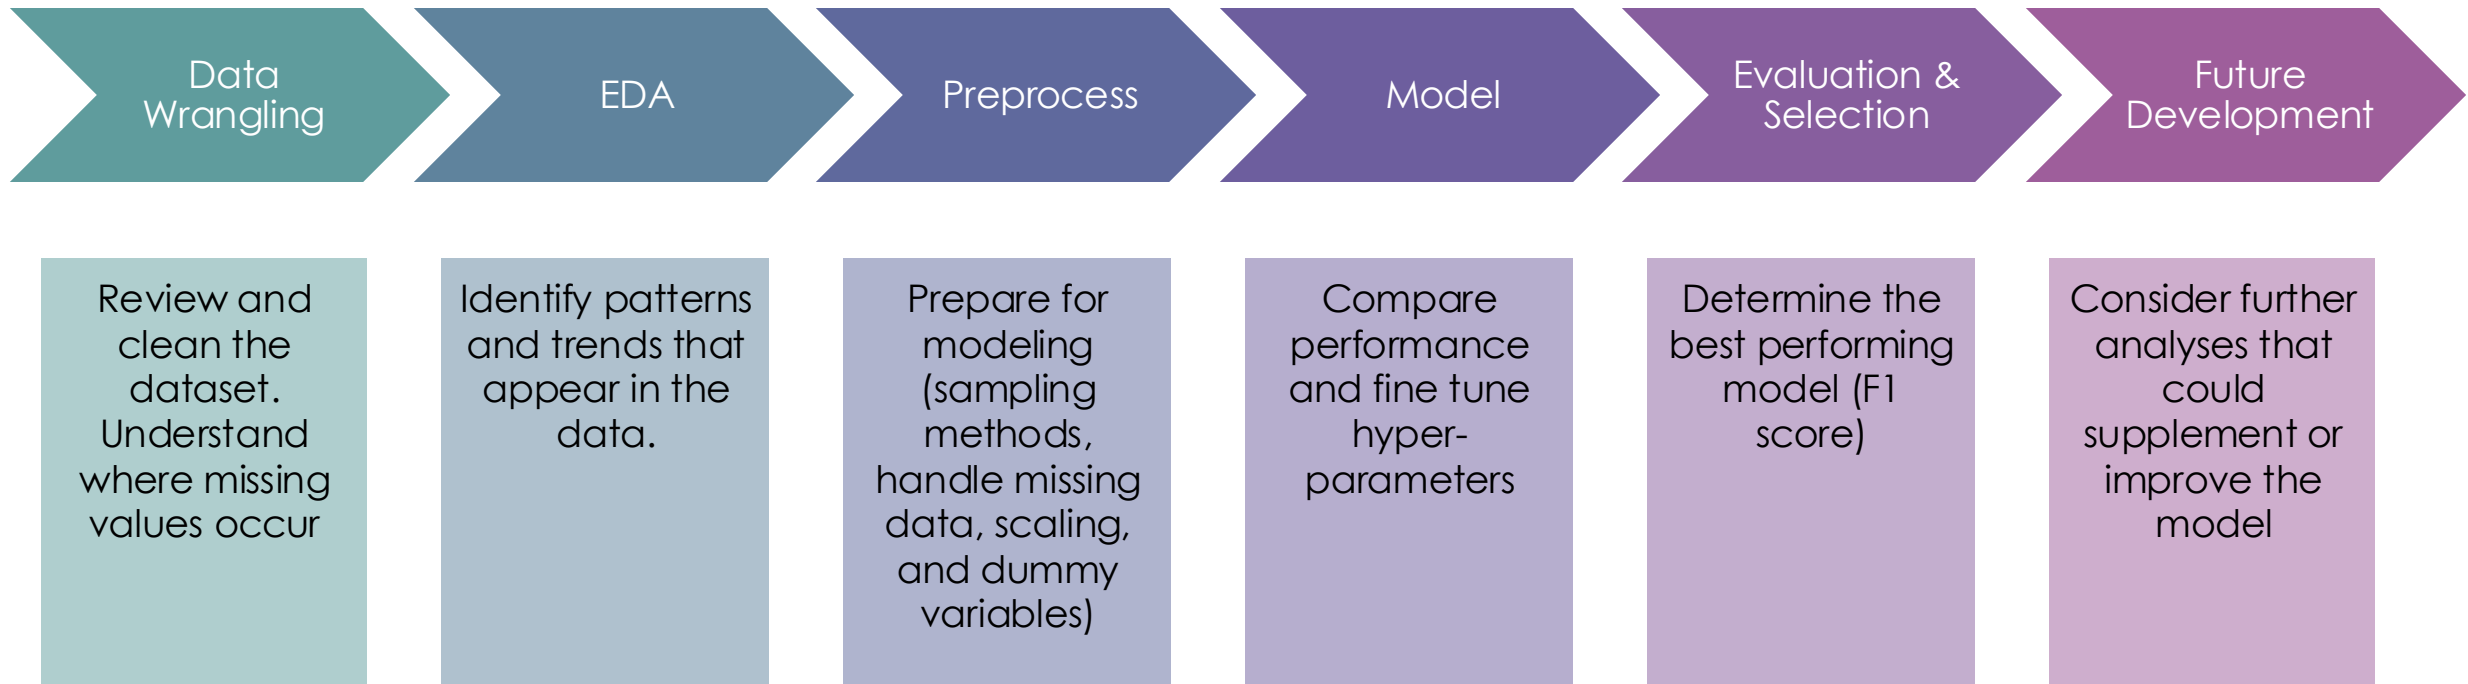 Data
Wrangling
EDA
Preprocess
Model
Evaluation &
Selection
Future
Development
Review and
clean the
dataset.
Understand
where missing
values occur
Identify patterns
and trends that
appear in the
data.
Prepare for
modeling
(sampling
methods,
handle missing
data, scaling,
and dummy
variables)
Compare
performance
and fine tune
hyper-
parameters
Determine the
best performing
model (F1
score)
Consider further
analyses that
could
supplement or
improve the
model